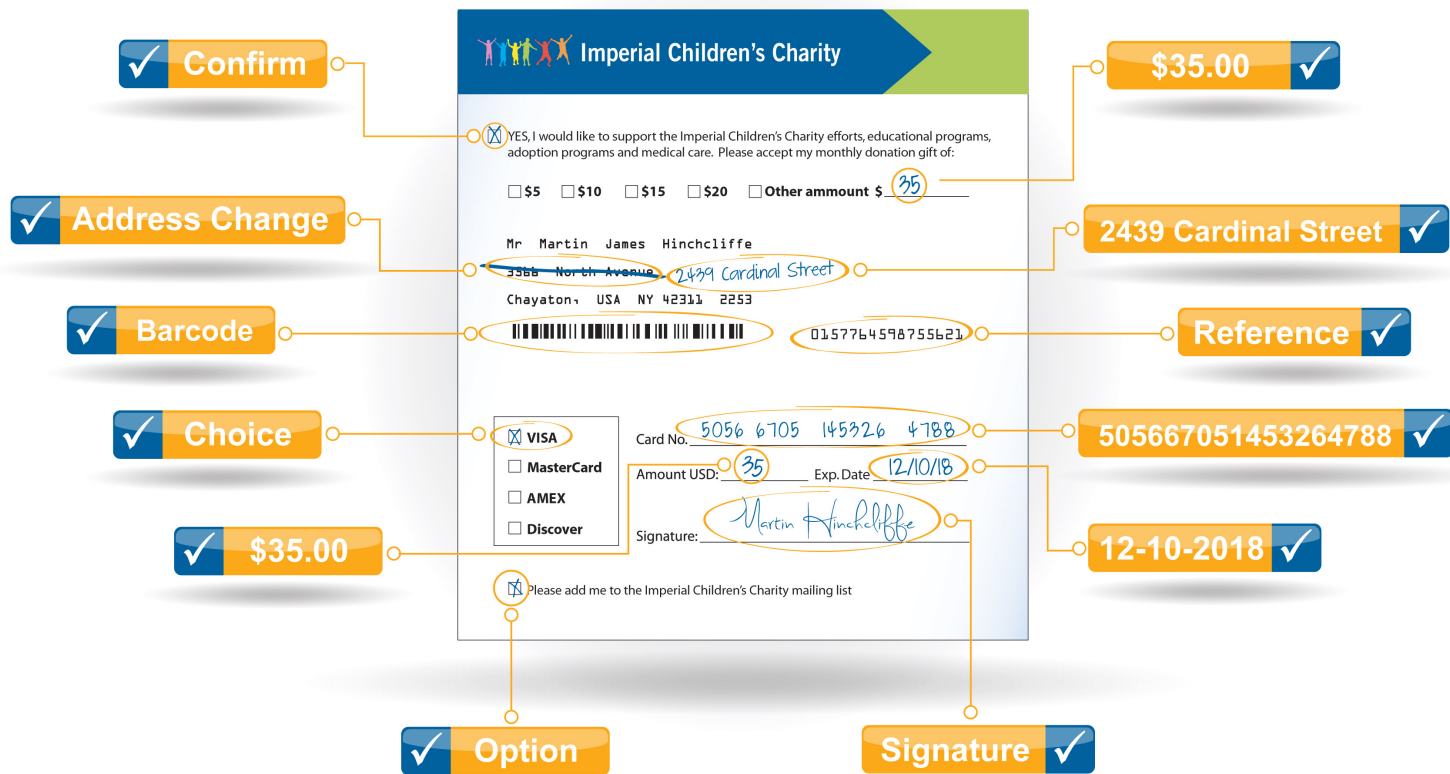 Imperial Children's Charity
Confirm
$35.00
YES, I would like to support the Imperial Children's Charity efforts, educational programs,
adoption programs and medical care. Please accept my monthly donation gift of:
$5 $10 $15 $20 Other ammount $ 35
Address Change
2439 Cardinal Street
Mr Martin James Hinchcliffe
3566 North Avenue 2439 Cardinal Street
Chayaton, USA NY 42311 2253
Barcode
0157764598755621
Reference
Choice
VISA
MasterCard
AMEX
Discover
Card No. 5056 6705 145326 4788
505667051453264788
Amount USD: 35 Exp. Date 12/10/18
Signature: Martin Hinchcliffe
$35.00
12-10-2018
Please add me to the Imperial Children's Charity mailing list
Option
Signature